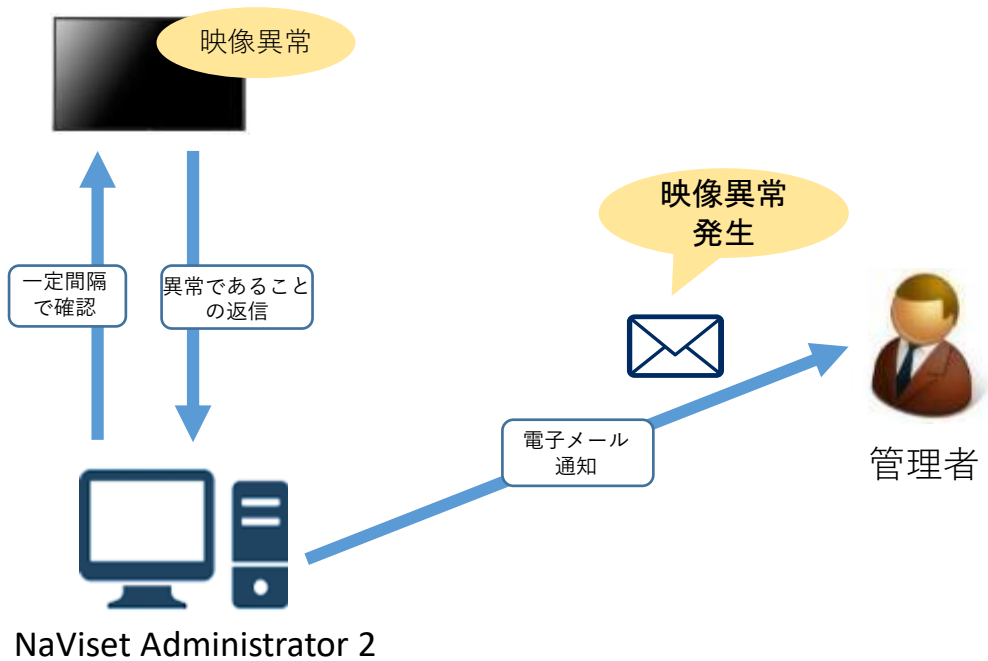 映像異常
映像異常
発生
一定間隔
で確認
異常であること
の返信
電子メール
通知
管理者
NaViset Administrator 2